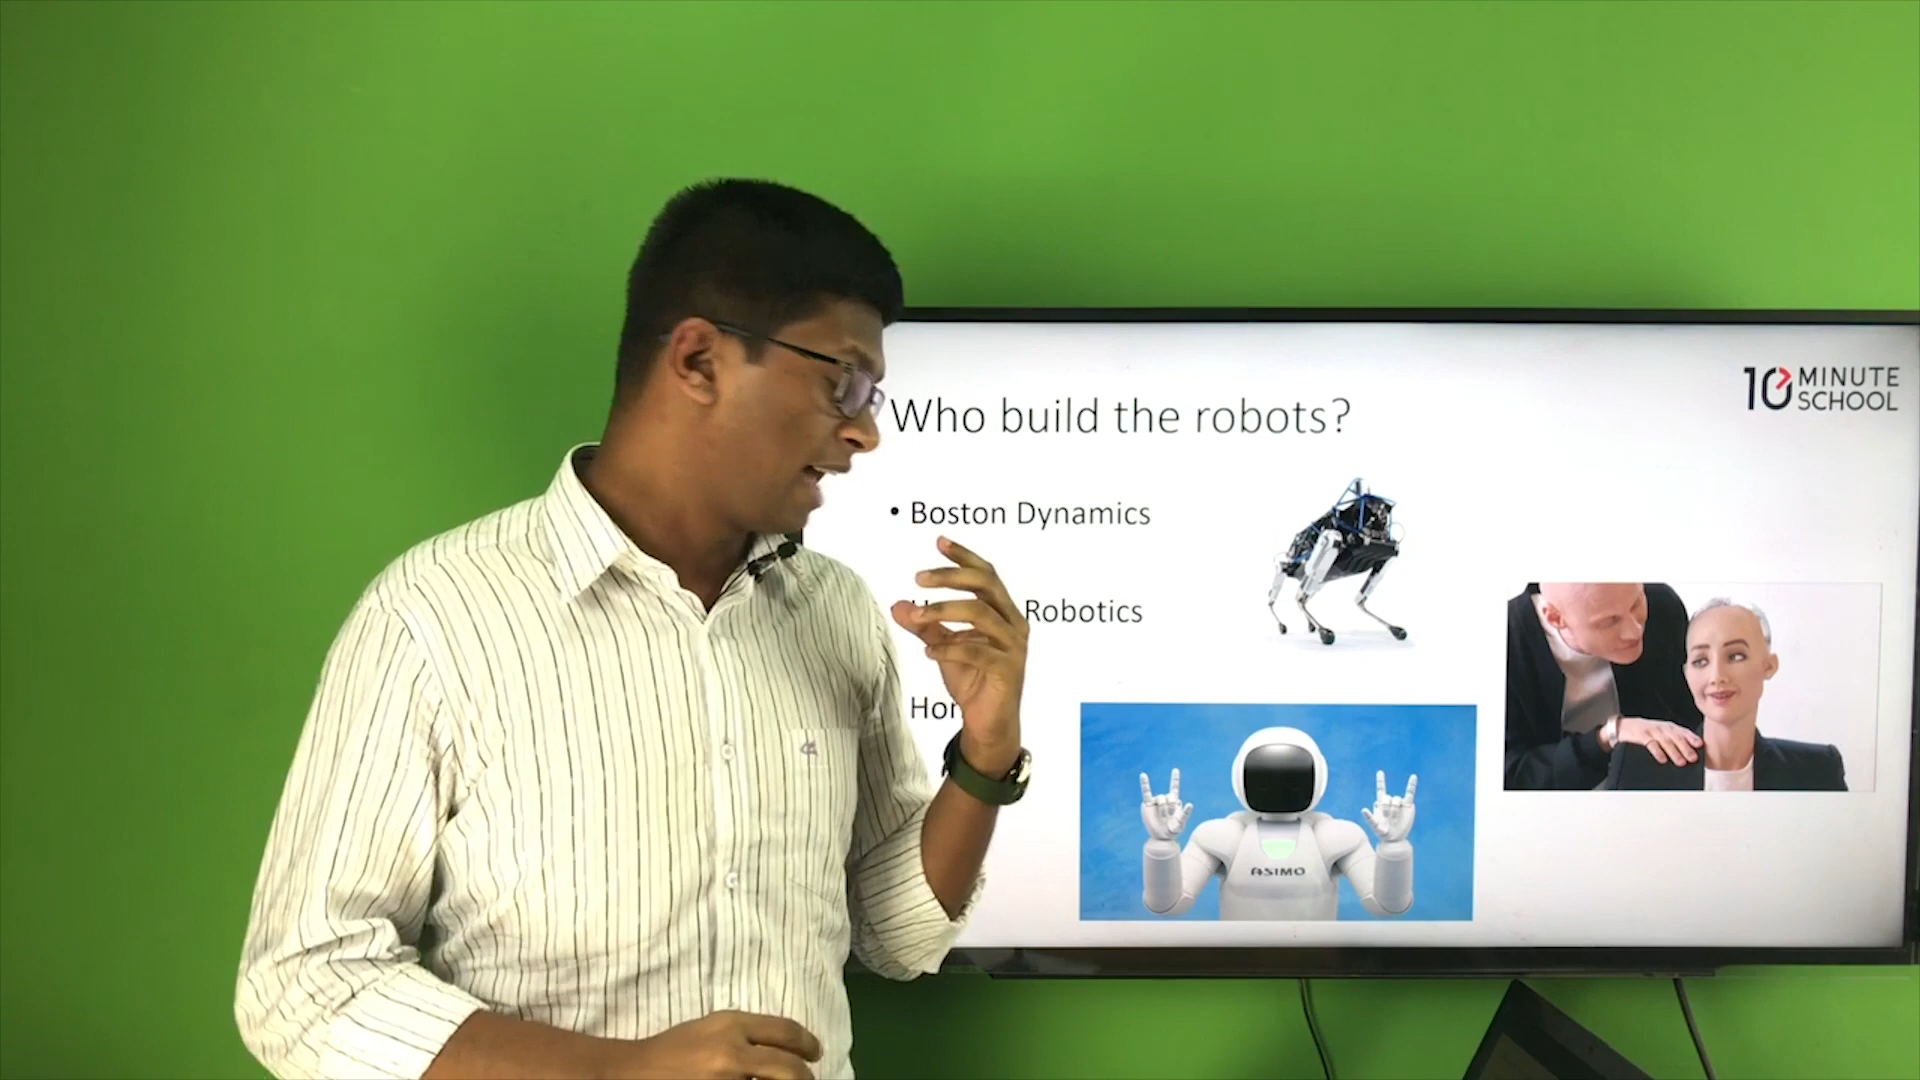 10 MINUTE
SCHOOL
Who build the robots?
• Boston Dynamics
Robotics
ASIMO